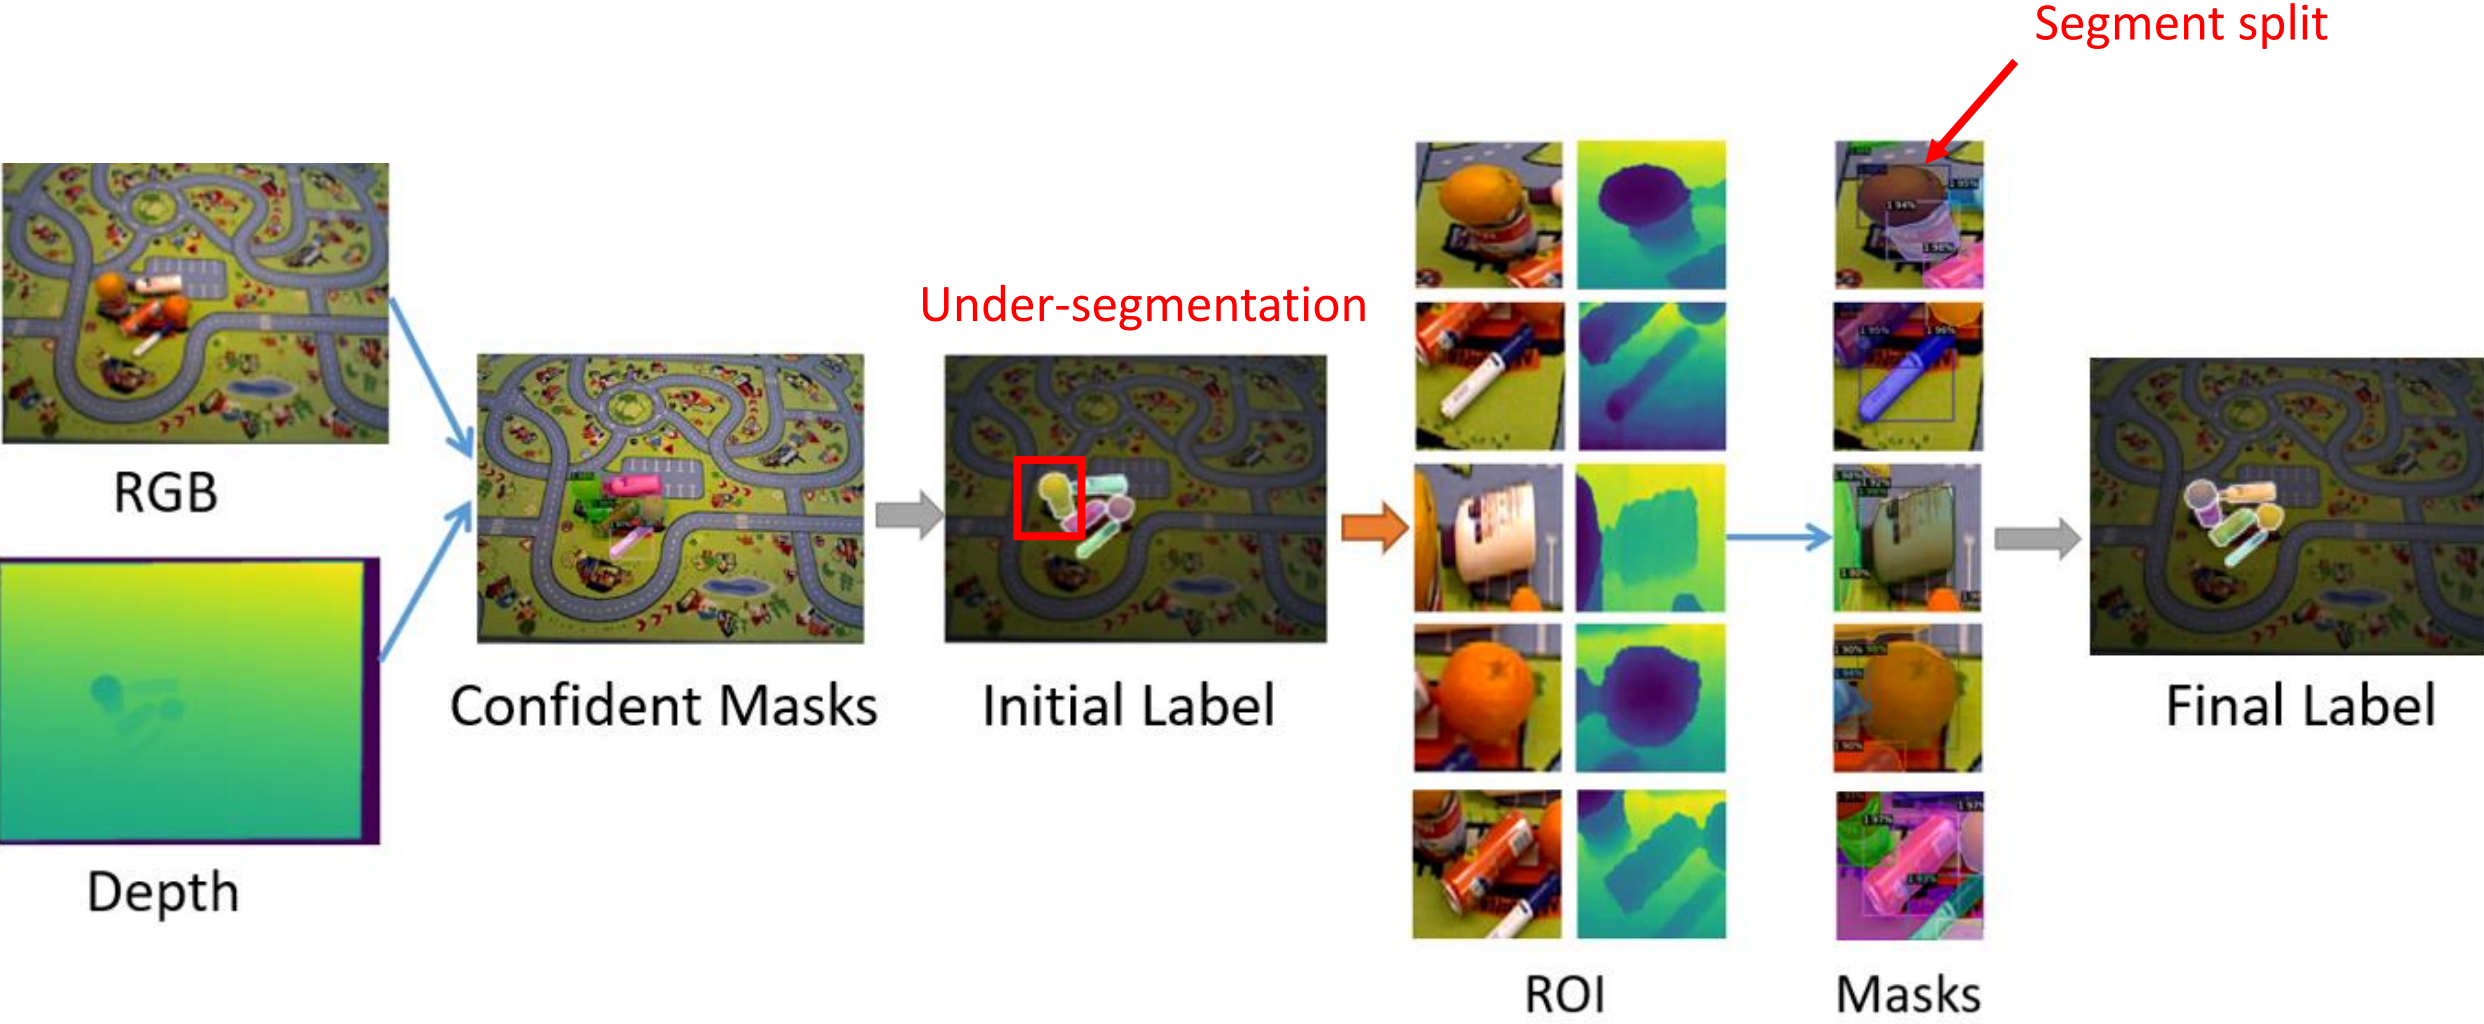 Segment split
Under-segmentation
RGB
Depth
Confident Masks
Initial Label
ROI
Masks
Final Label